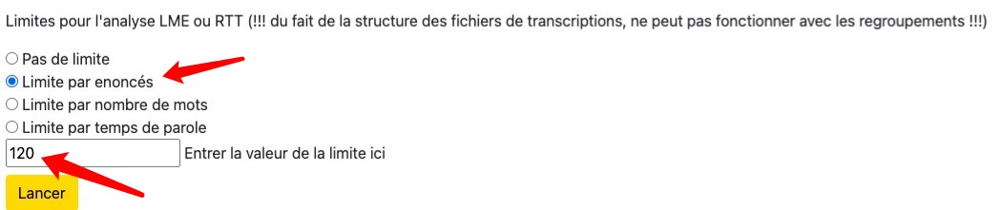 Limites pour l'analyse LME ou RTT (!!! du fait de la structure des fichiers de transcriptions, ne peut pas fonctionner avec les regroupements !!!)
Pas de limite
Limite par enoncés
Limite par nombre de mots
Limite par temps de parole
120 Entrer la valeur de la limite ici
Lancer